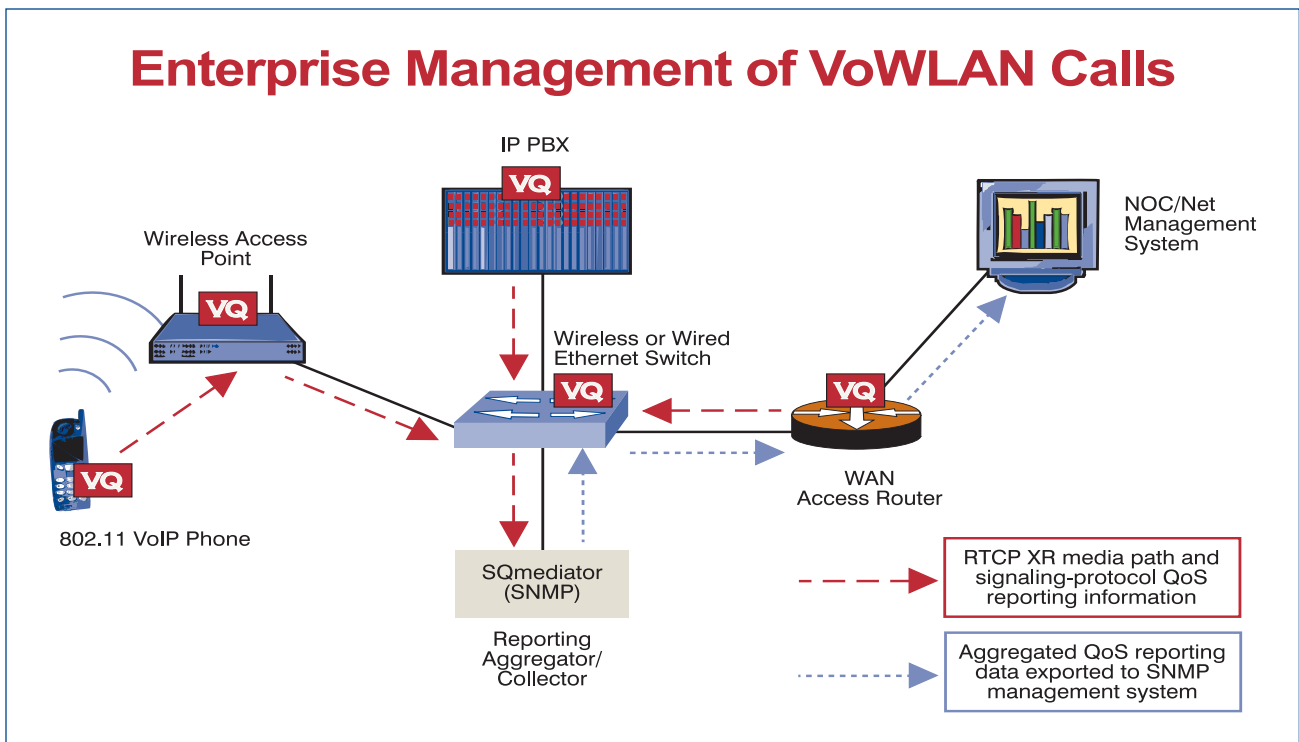 Enterprise Management of VoWLAN Calls
IP PBX
VQ
NOC/Net
Management
System
Wireless Access
Point
VQ
Wireless or Wired
Ethernet Switch
VQ
VQ
WAN
Access Router
VQ
802.11 VoIP Phone
SQmediator
(SNMP)
Reporting
Aggregator/
Collector
RTCP XR media path and
signaling-protocol QoS
reporting information
Aggregated QoS reporting
data exported to SNMP
management system